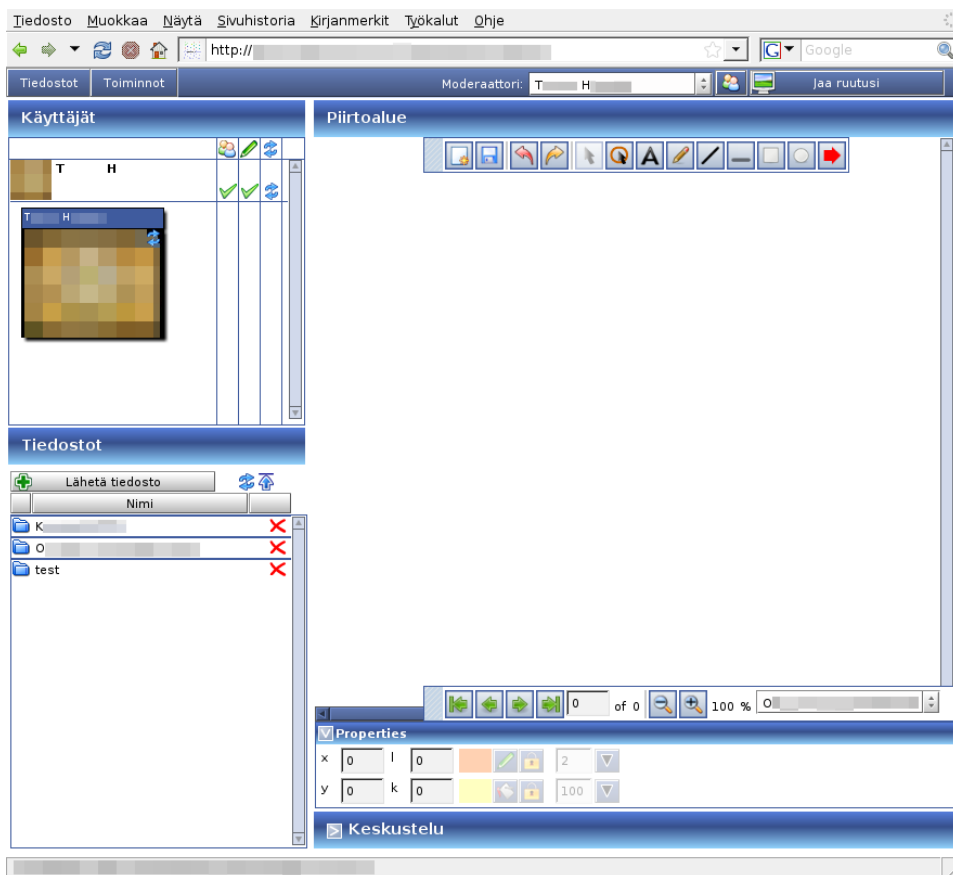 Tiedosto Muokkaa Näytä Sivuhistoria Kirjanmerkit Työkalut Ohje
http:// Google
Tiedostot Toiminnot Moderaattori: T H Jaa ruutusi
Käyttäjät
T H
T H
Tiedostot
Lähetä tiedosto
Nimi
K
O
test
Piirtoalue
A
0 of 0 100 % O
Properties
x 0 l 0 2
y 0 k 0 100
Keskustelu